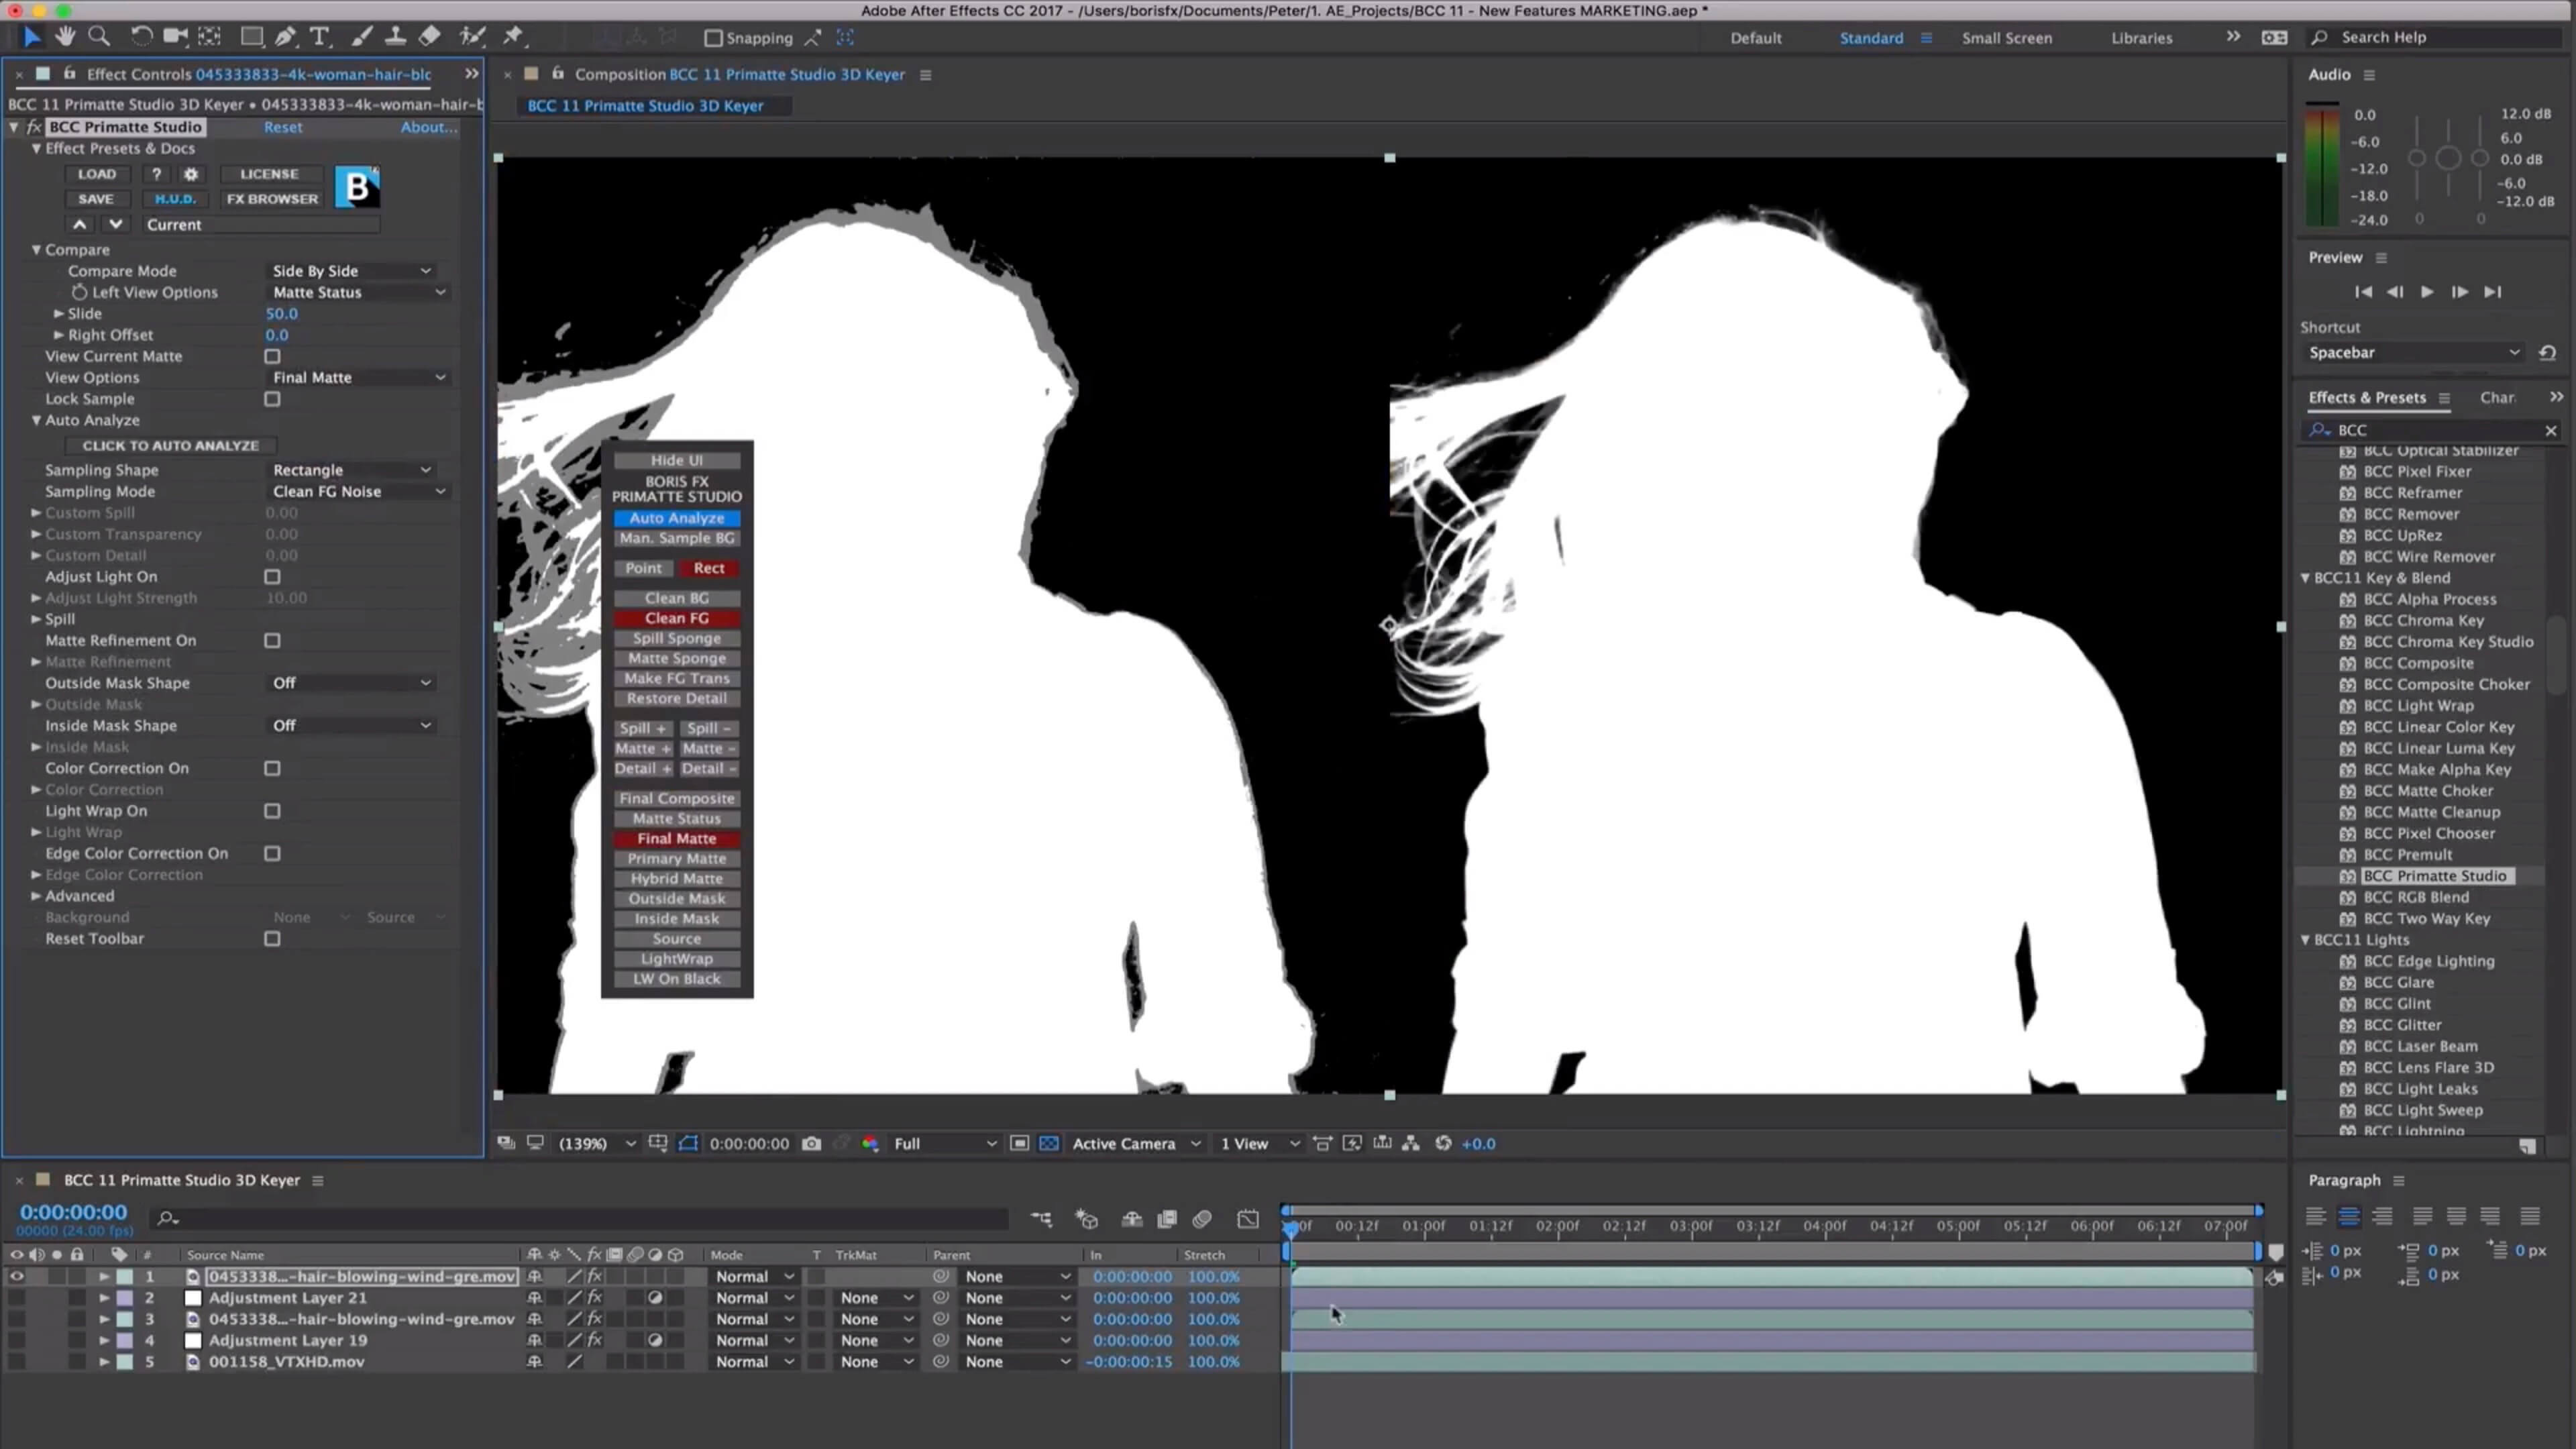 Adobe After Effects CC 2017 - /Users/borisfx/Documents/Peter/1. AE_Projects/BCC 11 - New Features MARKETING.aep *
Snapping
Default
Standard
Small Screen
Libraries
Search Help
Effect Controls 045333833-4k-woman-hair-blo
BCC 11 Primatte Studio 3D Keyer • 045333833-4k-woman-hair-b
fx BCC Primatte Studio Reset About...
Effect Presets & Docs
LOAD ? LICENSE
SAVE H.U.D. FX BROWSER
B
Current
Compare
Compare Mode Side By Side
Left View Options Matte Status
Slide 50.0
Right Offset 0.0
View Current Matte
View Options Final Matte
Lock Sample
Auto Analyze
CLICK TO AUTO ANALYZE
Sampling Shape Rectangle
Sampling Mode Clean FG Noise
Custom Spill 0.00
Custom Transparency 0.00
Custom Detail 0.00
Adjust Light On
Adjust Light Strength 10.00
Spill
Matte Refinement On
Matte Refinement
Outside Mask Shape Off
Outside Mask
Inside Mask Shape Off
Inside Mask
Color Correction On
Color Correction
Light Wrap On
Light Wrap
Edge Color Correction On
Edge Color Correction
Advanced
Background None Source
Reset Toolbar
Composition BCC 11 Primatte Studio 3D Keyer
BCC 11 Primatte Studio 3D Keyer
Hide UI
BORIS FX
PRIMATTE STUDIO
Auto Analyze
Man. Sample BG
Point Rect
Clean BG
Clean FG
Spill Sponge
Matte Sponge
Make FG Trans
Restore Detail
Spill + Spill -
Matte + Matte -
Detail + Detail -
Final Composite
Matte Status
Final Matte
Primary Matte
Hybrid Matte
Outside Mask
Inside Mask
Source
LightWrap
LW On Black
(139%) 0:00:00:00 Full Active Camera 1 View +0.0
Audio
0.0 12.0 dB
-6.0 6.0
-12.0 0.0 dB
-18.0 -6.0
-24.0 0 0 -12.0 dB
Preview
Shortcut
Spacebar
Effects & Presets Char
BCC
BCC Optical Stabilizer
BCC Pixel Fixer
BCC Reframer
BCC Remover
BCC UpRez
BCC Wire Remover
BCC11 Key & Blend
BCC Alpha Process
BCC Chroma Key
BCC Chroma Key Studio
BCC Composite
BCC Composite Choker
BCC Light Wrap
BCC Linear Color Key
BCC Linear Luma Key
BCC Make Alpha Key
BCC Matte Choker
BCC Matte Cleanup
BCC Pixel Chooser
BCC Premult
BCC Primatte Studio
BCC RGB Blend
BCC Two Way Key
BCC11 Lights
BCC Edge Lighting
BCC Glare
BCC Glint
BCC Glitter
BCC Laser Beam
BCC Lens Flare 3D
BCC Light Leaks
BCC Light Sweep
BCC Lightning
Paragraph
0 px 0 px 0 px
0 px 0 px
BCC 11 Primatte Studio 3D Keyer
0:00:00:00
00000 (24.00 fps)
00f 00:12f 01:00f 01:12f 02:00f 02:12f 03:00f 03:12f 04:00f 04:12f 05:00f 05:12f 06:00f 06:12f 07:00f
# Source Name fx Mode T TrkMat Parent In Stretch
1 0453338...-hair-blowing-wind-gre.mov fx Normal None 0:00:00:00 100.0%
2 Adjustment Layer 21 fx Normal None None 0:00:00:00 100.0%
3 0453338...-hair-blowing-wind-gre.mov fx Normal None None 0:00:00:00 100.0%
4 Adjustment Layer 19 fx Normal None None 0:00:00:00 100.0%
5 001158_VTXHD.mov Normal None None -0:00:00:15 100.0%